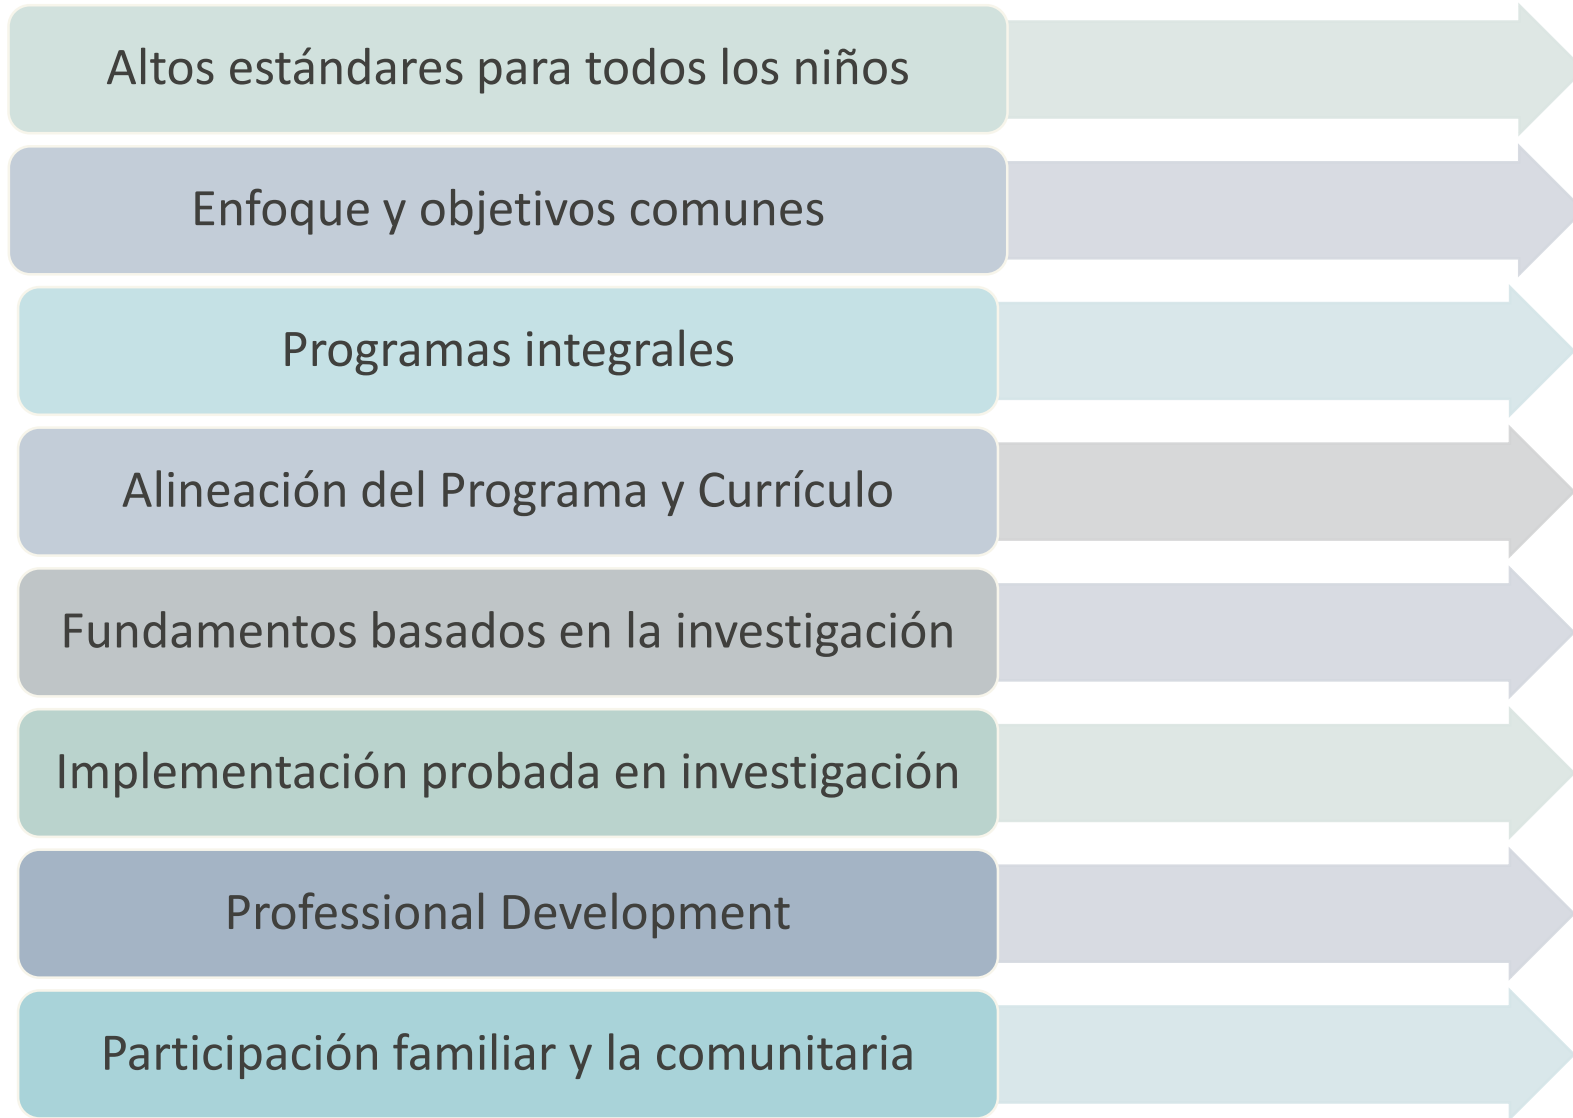 Altos estándares para todos los niños
Enfoque y objetivos comunes
Programas integrales
Alineación del Programa y Currículo
Fundamentos basados en la investigación
Implementación probada en investigación
Professional Development
Participación familiar y la comunitaria